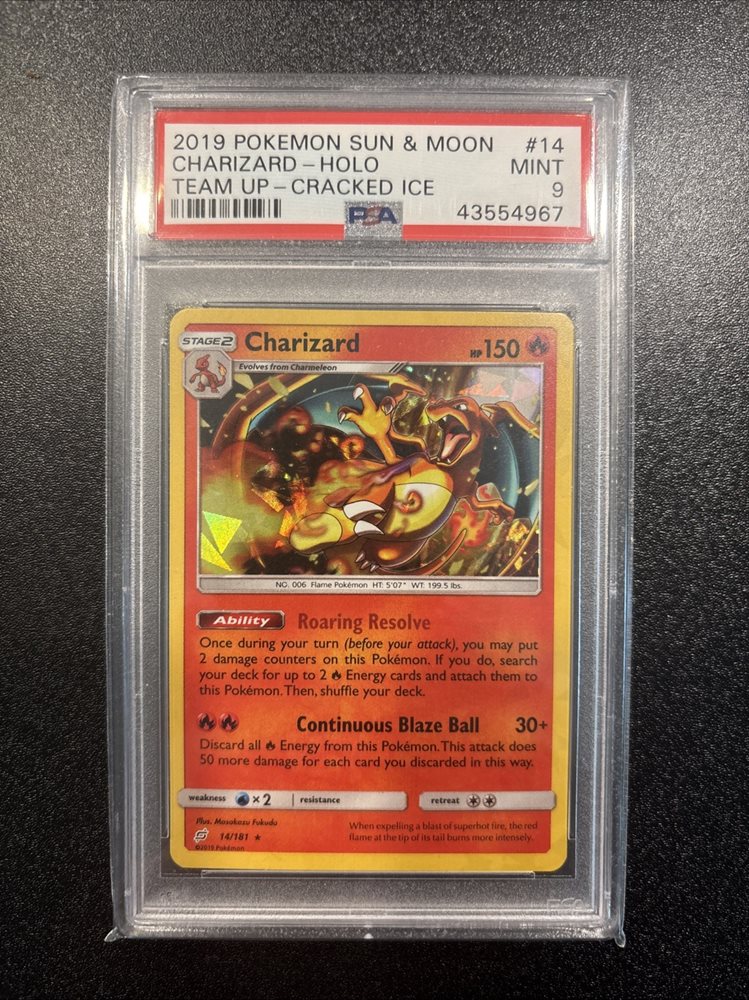 2019 POKEMON SUN & MOON #14
CHARIZARD-HOLO MINT
TEAM UP-CRACKED ICE 9
PSA 43554967
STAGE2 Charizard HP150
Evolves from Charmeleon
NO. 006 Flame Pokémon HT: 5'07" WT: 199.5 lbs.
Ability Roaring Resolve
Once during your turn (before your attack), you may put
2 damage counters on this Pokémon. If you do, search
your deck for up to 2 Energy cards and attach them to
this Pokémon. Then, shuffle your deck.
Continuous Blaze Ball 30+
Discard all Energy from this Pokémon. This attack does
50 more damage for each card you discarded in this way.
weakness ×2 resistance retreat
Illus. Masakazu Fukuda
14/181 ★
©2019 Pokémon
When expelling a blast of superhot fire, the red
flame at the tip of its tail burns more intensely.